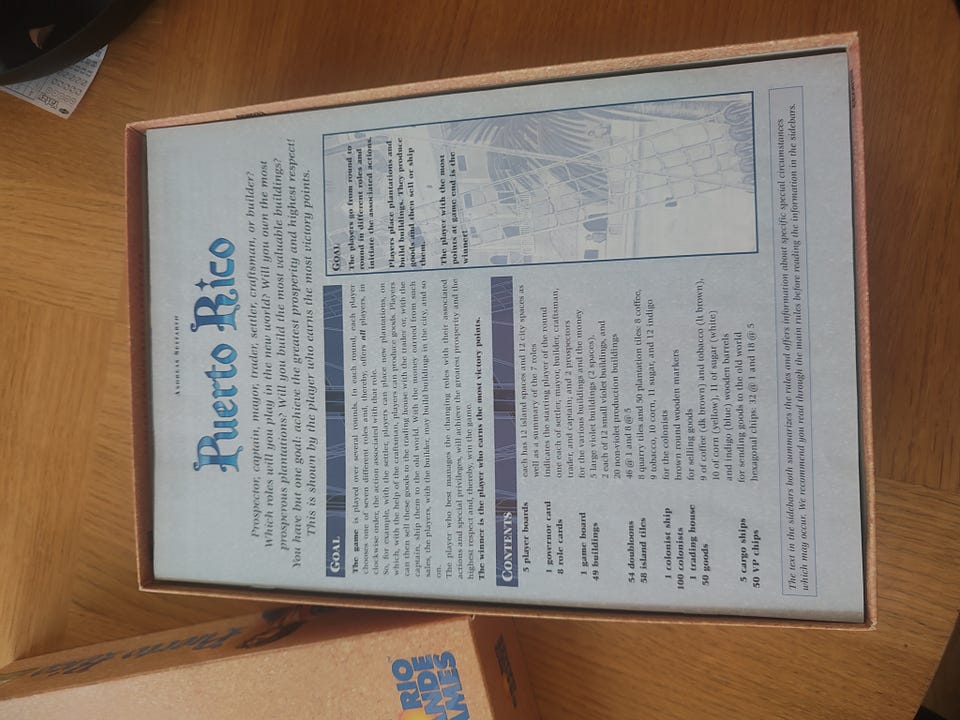 ANDREAS SEYFARTH
Puerto Rico
Prospector, captain, mayor, trader, settler, craftsman, or builder?
Which roles will you play in the new world? Will you own the most
prosperous plantations? Will you build the most valuable buildings?
You have but one goal: achieve the greatest prosperity and highest respect!
This is shown by the player who earns the most victory points.
GOAL
The game is played over several rounds. In each round, each player
chooses one of seven different roles and, thereby, offers all players, in
clockwise order, the action associated with that role.
So, for example, with the settler, players can place new plantations, on
which, with the help of the craftsman, players can produce goods. Players
can then sell those goods to the trading house with the trader or, with the
captain, ship them to the old world. With the money earned from such
sales, the players, with the builder, may build buildings in the city, and so
on.
The player who best manages the changing roles with their associated
actions and special privileges, will achieve the greatest prosperity and the
highest respect and, thereby, win the game.
The winner is the player who earns the most victory points.
GOAL
The players go from round to
round in different roles and
initiate the associated actions.
Players place plantations and
build buildings. They produce
goods and then sell or ship
them.
The player with the most
points at game end is the
winner!
CONTENTS
5 player boards each has 12 island spaces and 12 city spaces as
well as a summary of the 7 roles
1 governor card indicates the starting player of the round
8 role cards one each of settler, mayor, builder, craftsman,
trader, and captain; and 2 prospectors
1 game board for the various buildings and the money
49 buildings 5 large violet buildings (2 spaces),
2 each of 12 small violet buildings, and
20 non-violet production buildings
54 doubloons 46 @ 1 and 8 @ 5
58 island tiles 8 quarry tiles and 50 plantation tiles: 8 coffee,
9 tobacco, 10 corn, 11 sugar, and 12 indigo
1 colonist ship for the colonists
100 colonists brown round wooden markers
1 trading house for selling goods
50 goods 9 of coffee (dk brown) and tobacco (lt brown),
10 of corn (yellow), 11 of sugar (white)
and indigo (blue) wooden barrels
5 cargo ships for sending goods to the old world
50 VP chips hexagonal chips: 32 @ 1 and 18 @ 5
The text in the sidebars both summarizes the rules and offers information about specific special circumstances
which may occur. We recommend you read through the main rules before reading the information in the sidebars.
Puerto Rico
RIO
GAMES